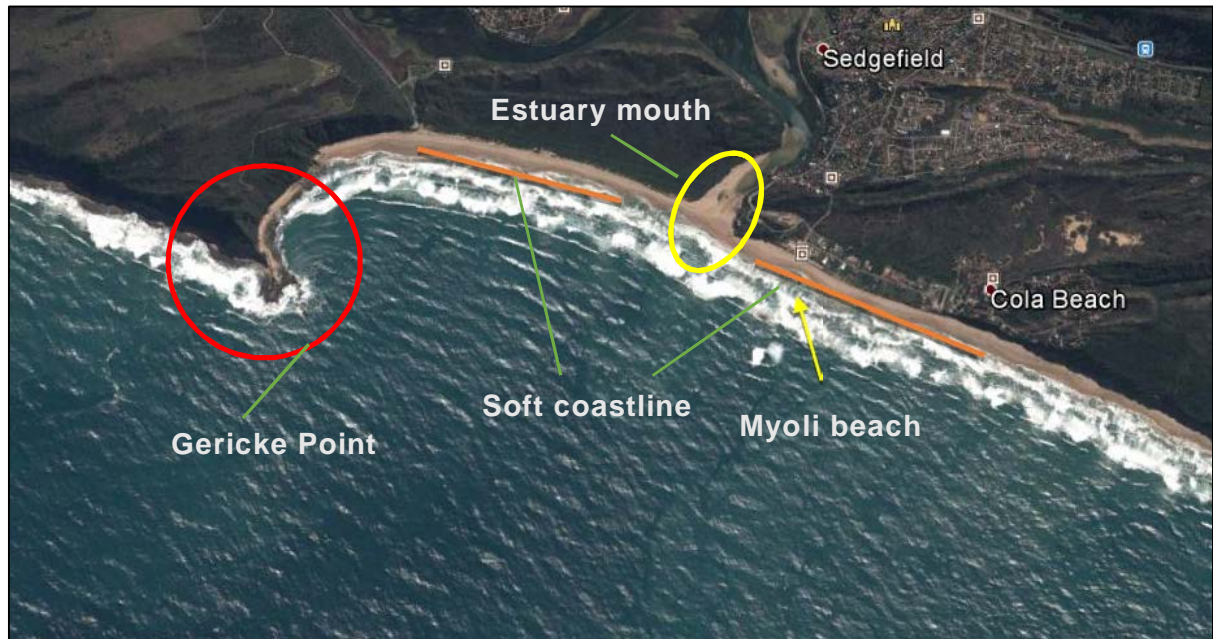 Sedgefield
Estuary mouth
Cola Beach
Soft coastline
Myoli beach
Gericke Point